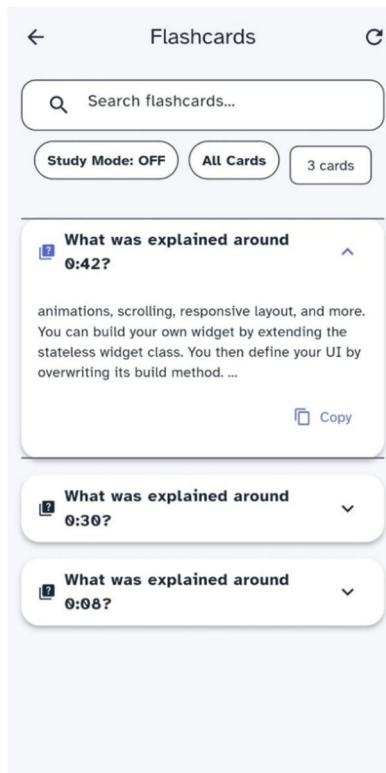 Flashcards
Search flashcards...
Study Mode: OFF
All Cards
3 cards
What was explained around
0:42?
animations, scrolling, responsive layout, and more.
You can build your own widget by extending the
stateless widget class. You then define your UI by
overwriting its build method. ...
Copy
What was explained around
0:30?
What was explained around
0:08?